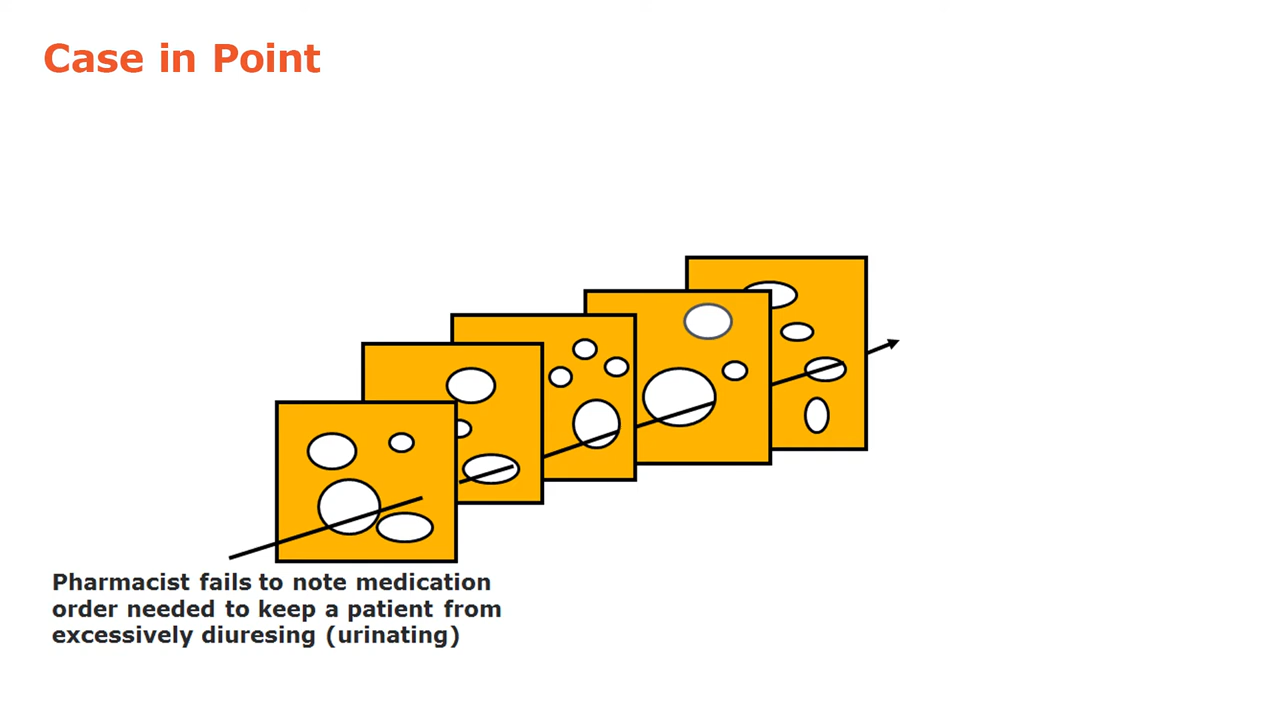 Case in Point
Pharmacist fails to note medication
order needed to keep a patient from
excessively diuresing (urinating)